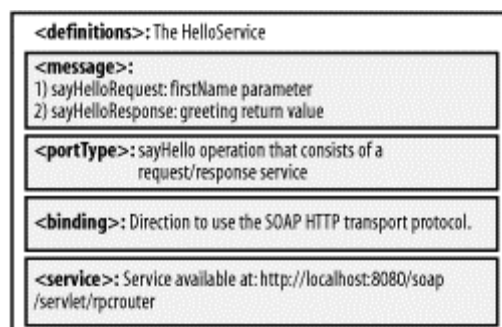 <definitions>: The HelloService
<message>:
1) sayHelloRequest: firstName parameter
2) sayHelloResponse: greeting return value
<portType>: sayHello operation that consists of a
request/response service
<binding>: Direction to use the SOAP HTTP transport protocol.
<service>: Service available at: http://localhost:8080/soap
/servlet/rpcrouter